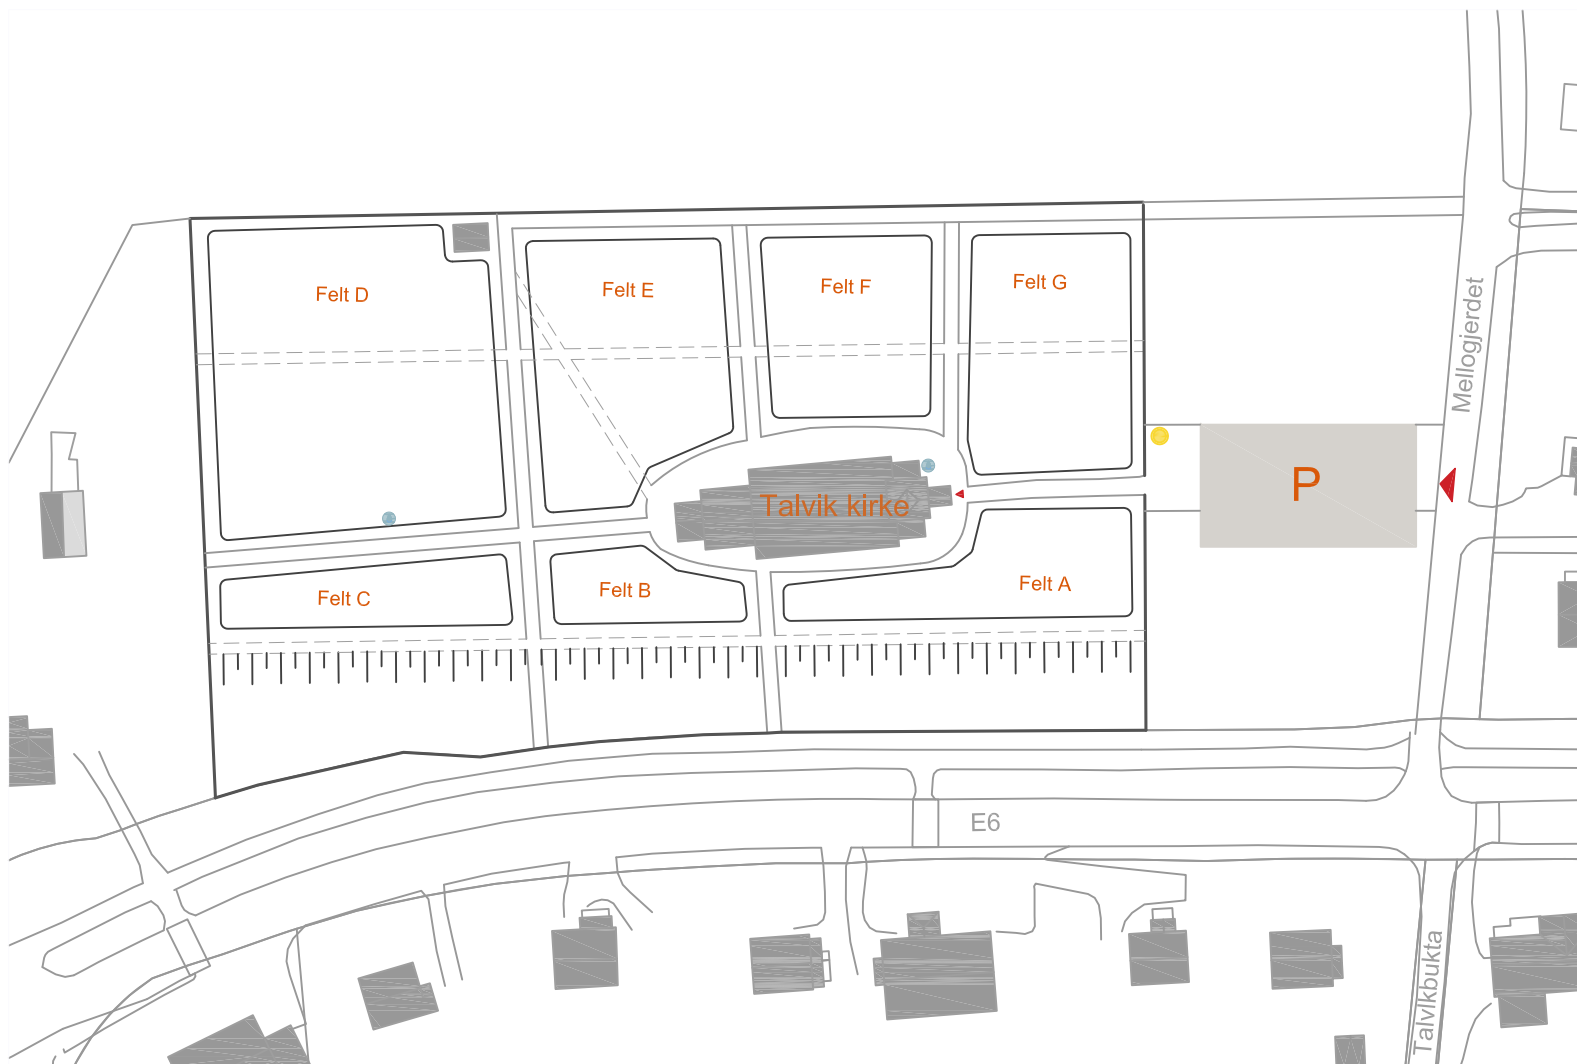 Felt D
Felt E
Felt F
Felt G
Mellogjerdet
P
Talvik kirke
Felt C
Felt B
Felt A
E6
Talvikbukta